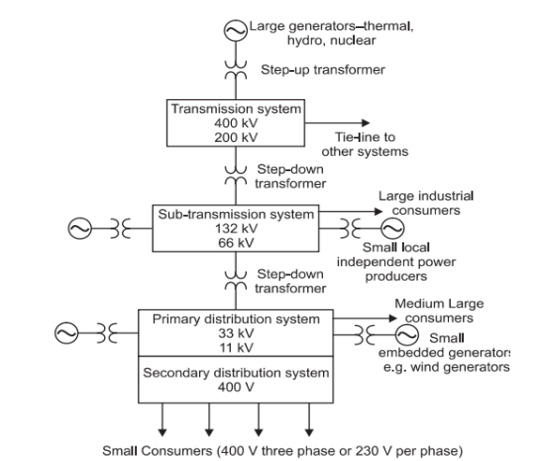 Large generators–thermal,
hydro, nuclear
Step-up transformer
Transmission system
400 kV
200 kV
Tie-line to
other systems
Step-down
transformer
Large industrial
consumers
Sub-transmission system
132 kV
66 kV
Small local
independent power
producers
Step-down
transformer
Medium Large
consumers
Primary distribution system
33 kV
11 kV
Small
embedded generators
e.g. wind generators
Secondary distribution system
400 V
Small Consumers (400 V three phase or 230 V per phase)